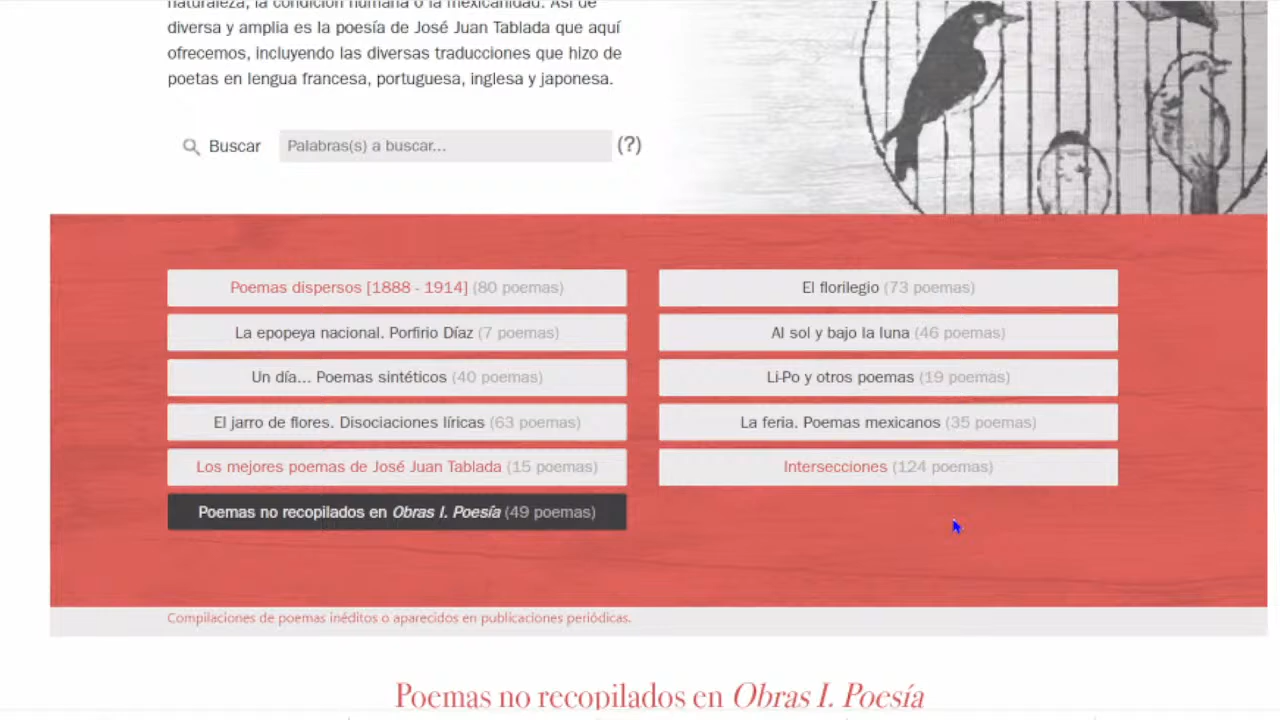 naturaleza, la condición humana o la mexicanidad. Así de
diversa y amplia es la poesía de José Juan Tablada que aquí
ofrecemos, incluyendo las diversas traducciones que hizo de
poetas en lengua francesa, portuguesa, inglesa y japonesa.
Buscar Palabras(s) a buscar... (?)
Poemas dispersos [1888 - 1914] (80 poemas)
El florilegio (73 poemas)
La epopeya nacional. Porfirio Díaz (7 poemas)
Al sol y bajo la luna (46 poemas)
Un día... Poemas sintéticos (40 poemas)
Li-Po y otros poemas (19 poemas)
El jarro de flores. Disociaciones líricas (63 poemas)
La feria. Poemas mexicanos (35 poemas)
Los mejores poemas de José Juan Tablada (15 poemas)
Intersecciones (124 poemas)
Poemas no recopilados en Obras I. Poesía (49 poemas)
Compilaciones de poemas inéditos o aparecidos en publicaciones periódicas.
Poemas no recopilados en Obras I. Poesía